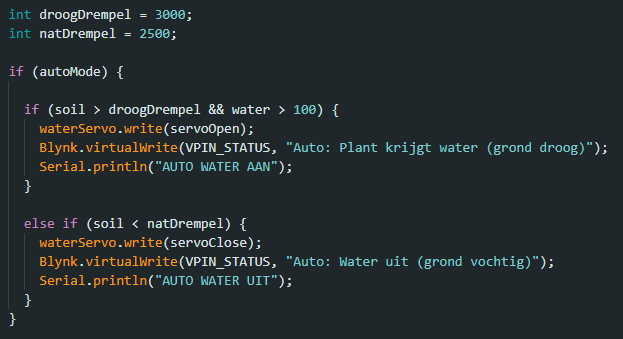 int droogDrempel = 3000;
int natDrempel = 2500;
if (autoMode) {
if (soil > droogDrempel && water > 100) {
waterServo.write(servoOpen);
Blynk.virtualWrite(VPIN_STATUS, "Auto: Plant krijgt water (grond droog)");
Serial.println("AUTO WATER AAN");
}
else if (soil < natDrempel) {
waterServo.write(servoClose);
Blynk.virtualWrite(VPIN_STATUS, "Auto: Water uit (grond vochtig)");
Serial.println("AUTO WATER UIT");
}
}